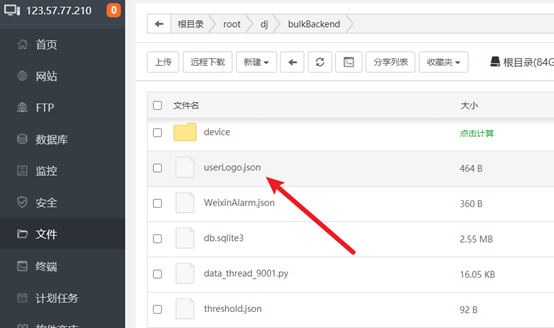 123.57.77.210 0
根目录 root dj bulkBackend
首页
网站
FTP
数据库
监控
安全
文件
终端
计划任务
上传 远程下载 新建 分享列表 收藏夹 根目录(84G
文件名 大小
device 点击计算
userLogo.json 464 B
WeixinAlarm.json 360 B
db.sqlite3 2.55 MB
data_thread_9001.py 16.05 KB
threshold.json 92 B